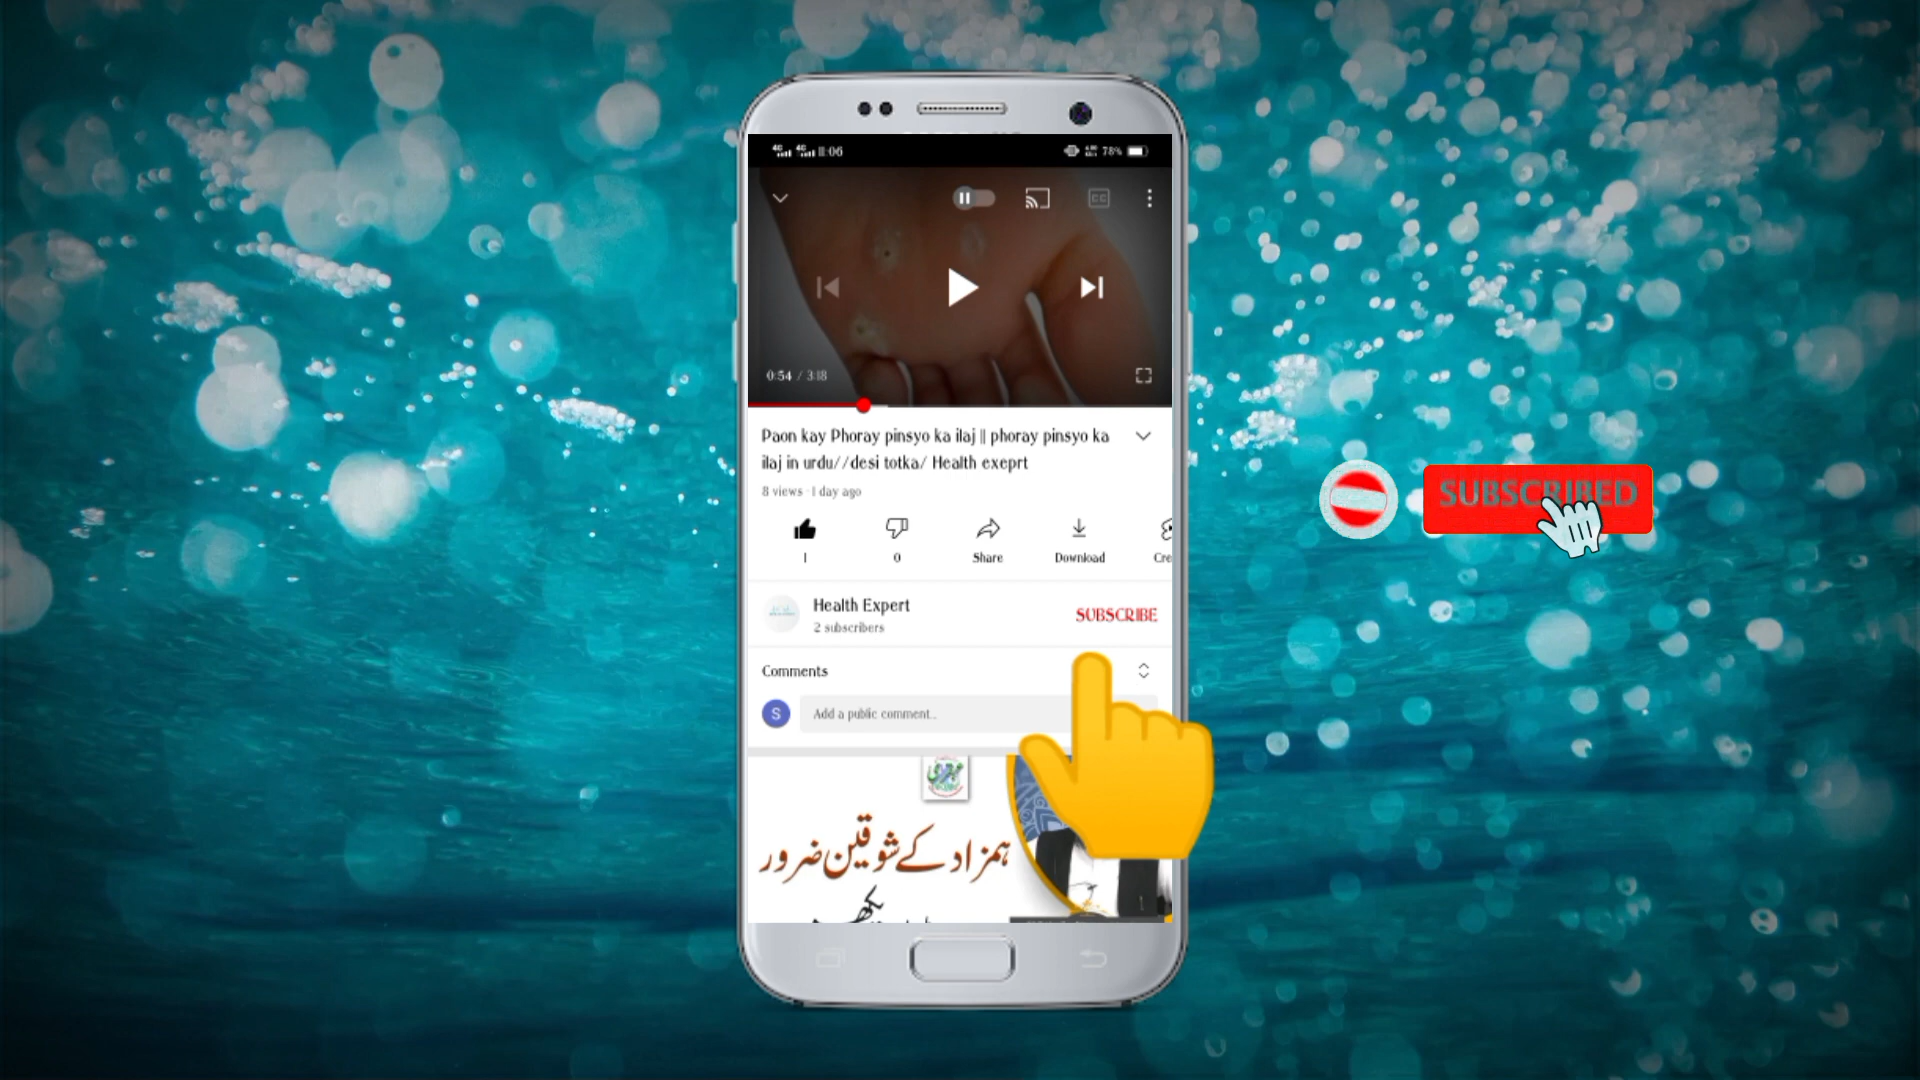 11:06
78%
CC
0:54 / 3:18
Paon kay Phoray pinsyo ka ilaj || phoray pinsyo ka
ilaj in urdu//desi totka/ Health exeprt
8 views · 1 day ago
1
0
Share
Download
Cre
Health Expert
2 subscribers
SUBSCRIBE
SUBSCRIBED
Comments
S
Add a public comment...
ہمزاد کے شوقین ضرور